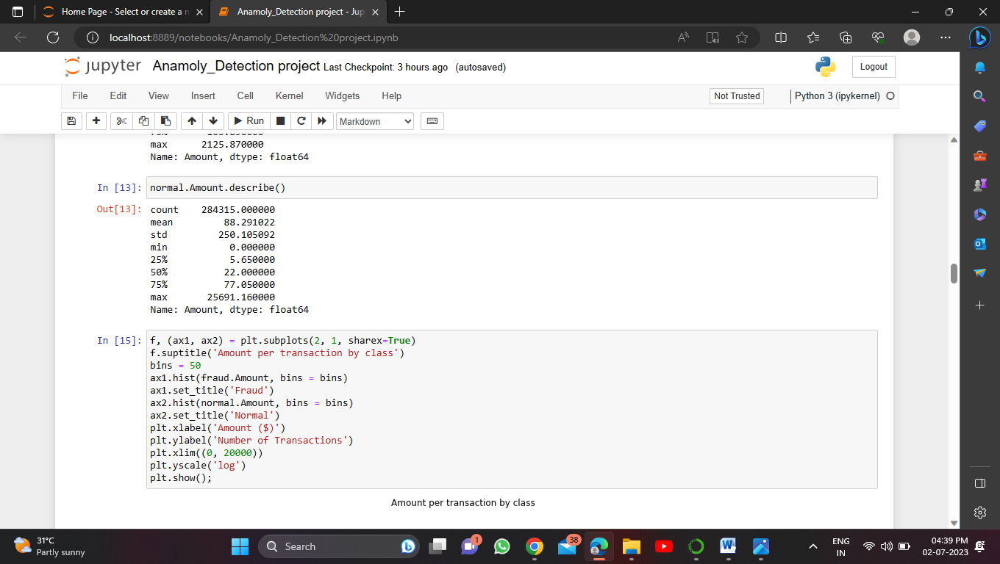 Home Page - Select or create a n
Anamoly_Detection project - Jup
localhost:8889/notebooks/Anamoly_Detection%20project.ipynb
jupyter Anamoly_Detection project Last Checkpoint: 3 hours ago (autosaved)
Logout
File Edit View Insert Cell Kernel Widgets Help
Not Trusted
Python 3 (ipykernel)
Run
Markdown
max 2125.870000
Name: Amount, dtype: float64
In [13]: normal.Amount.describe()
Out[13]: count 284315.000000
mean 88.291022
std 250.105092
min 0.000000
25% 5.650000
50% 22.000000
75% 77.050000
max 25691.160000
Name: Amount, dtype: float64
In [15]: f, (ax1, ax2) = plt.subplots(2, 1, sharex=True)
f.suptitle('Amount per transaction by class')
bins = 50
ax1.hist(fraud.Amount, bins = bins)
ax1.set_title('Fraud')
ax2.hist(normal.Amount, bins = bins)
ax2.set_title('Normal')
plt.xlabel('Amount ($)')
plt.ylabel('Number of Transactions')
plt.xlim((0, 20000))
plt.yscale('log')
plt.show();
Amount per transaction by class
31°C
Partly sunny
Search
1
38
ENG
IN
04:39 PM
02-07-2023